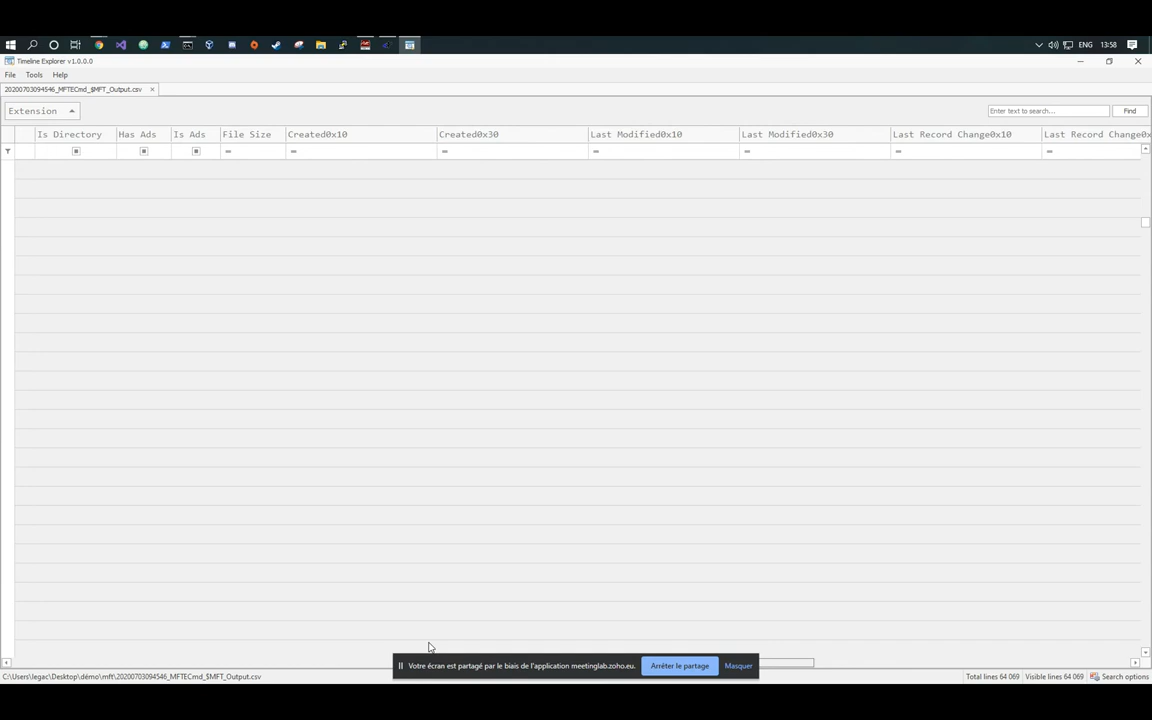 ENG 13:58
Timeline Explorer v1.0.0.0
File Tools Help
20200703094546_MFTECmd_$MFT_Output.csv ×
Extension
Enter text to search... Find
Is Directory Has Ads Is Ads File Size Created0x10 Created0x30 Last Modified0x10 Last Modified0x30 Last Record Change0x10 Last Record Change0x
= = = = = = =
Votre écran est partagé par le biais de l'application meetinglab.zoho.eu. Arrêter le partage Masquer
C:\Users\legac\Desktop\démo\mft\20200703094546_MFTECmd_$MFT_Output.csv Total lines 64 069 Visible lines 64 069 Search options